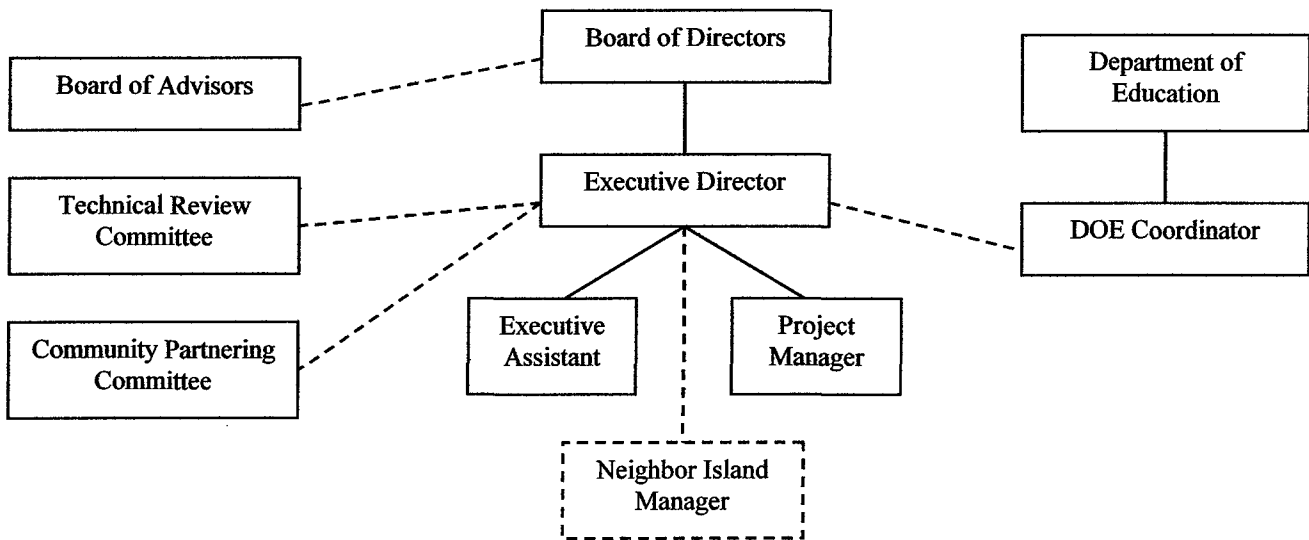 Board of Directors
Board of Advisors
Department of
Education
Executive Director
Technical Review
Committee
DOE Coordinator
Executive
Assistant
Project
Manager
Community Partnering
Committee
Neighbor Island
Manager